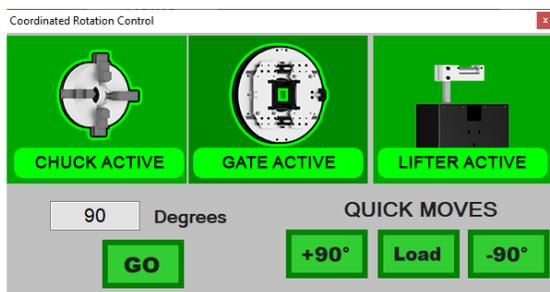 Coordinated Rotation Control
x
CHUCK ACTIVE
GATE ACTIVE
LIFTER ACTIVE
90
Degrees
GO
QUICK MOVES
+90°
Load
-90°